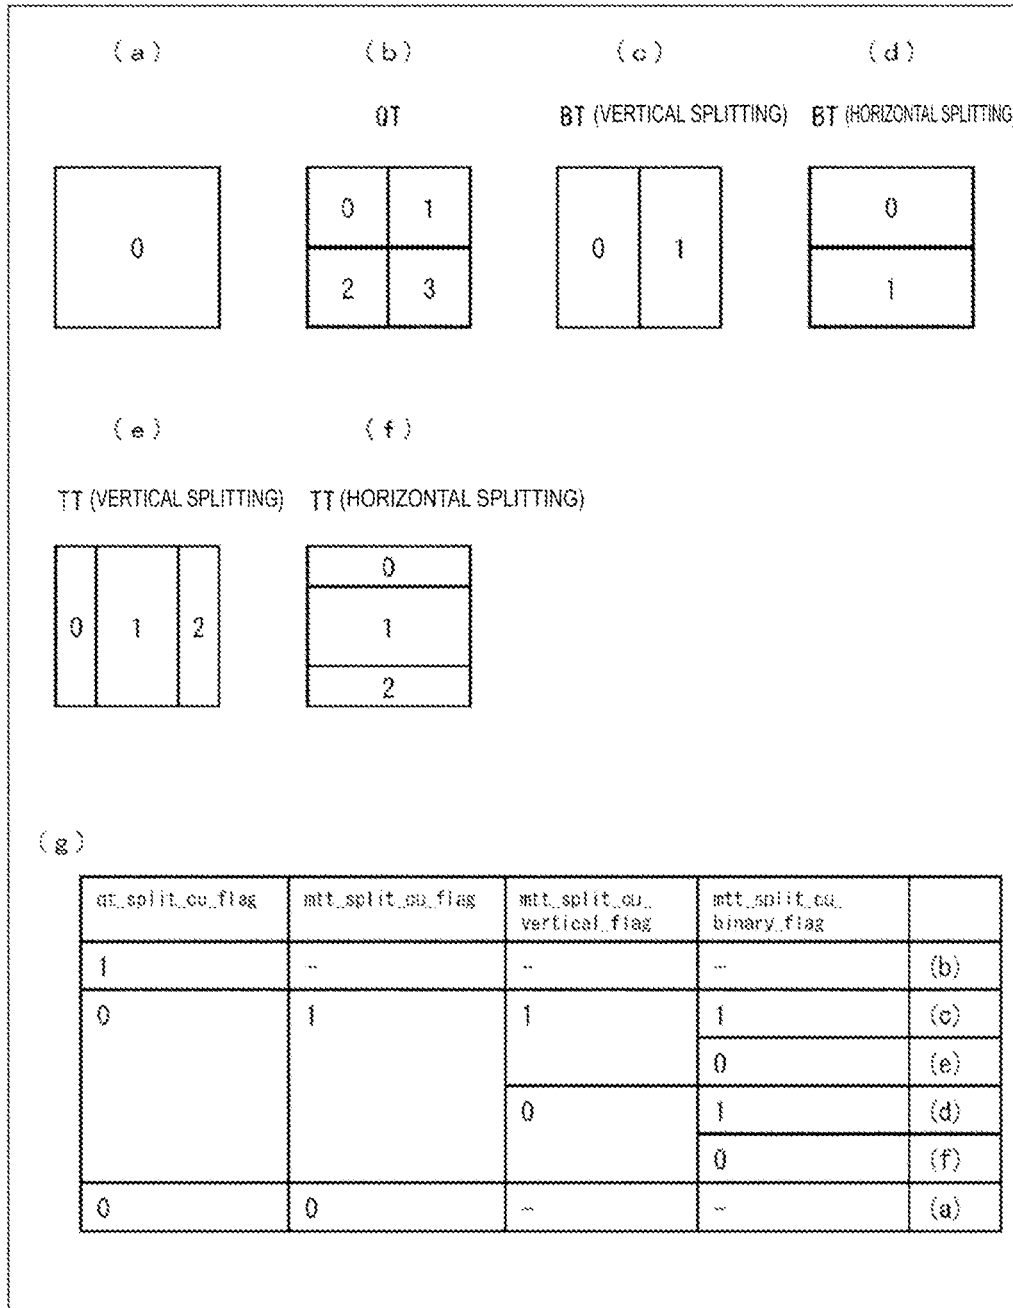 (a) (b) (c) (d)
QT BT (VERTICAL SPLITTING) BT (HORIZONTAL SPLITTING)
0
0 1
2 3
0 1
0
1
(e) (f)
TT (VERTICAL SPLITTING) TT (HORIZONTAL SPLITTING)
0 1 2
0
1
2
(g)
qt_split_cu_flag mtt_split_cu_flag mtt_split_cu_ mtt_split_cu_
vertical_flag binary_flag
1 - - - (b)
0 1 1 1 (c)
0 (e)
0 1 (d)
0 (f)
0 0 - - (a)